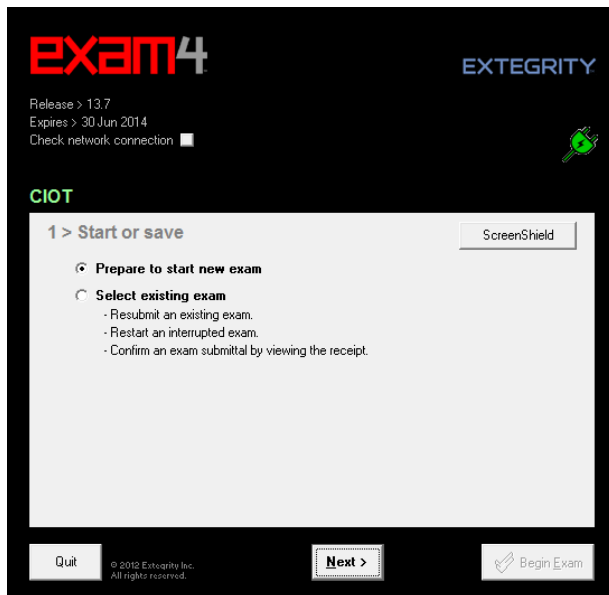 exam4
EXTEGRITY
Release > 13.7
Expires > 30 Jun 2014
Check network connection
CIOT
1 > Start or save
ScreenShield
Prepare to start new exam
Select existing exam
- Resubmit an existing exam.
- Restart an interrupted exam.
- Confirm an exam submittal by viewing the receipt.
Quit
© 2012 Extegrity Inc.
All rights reserved.
Next >
Begin Exam